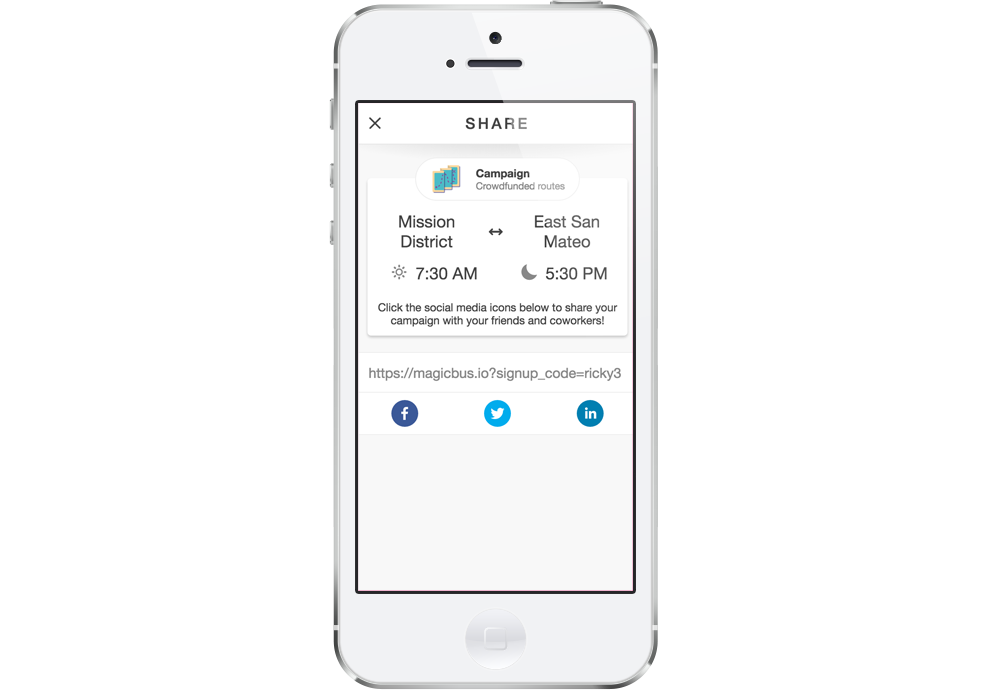 SHARE
Campaign
Crowdfunded routes
Mission
District
East San
Mateo
7:30 AM
5:30 PM
Click the social media icons below to share your
campaign with your friends and coworkers!
https://magicbus.io?signup_code=ricky3
f
in